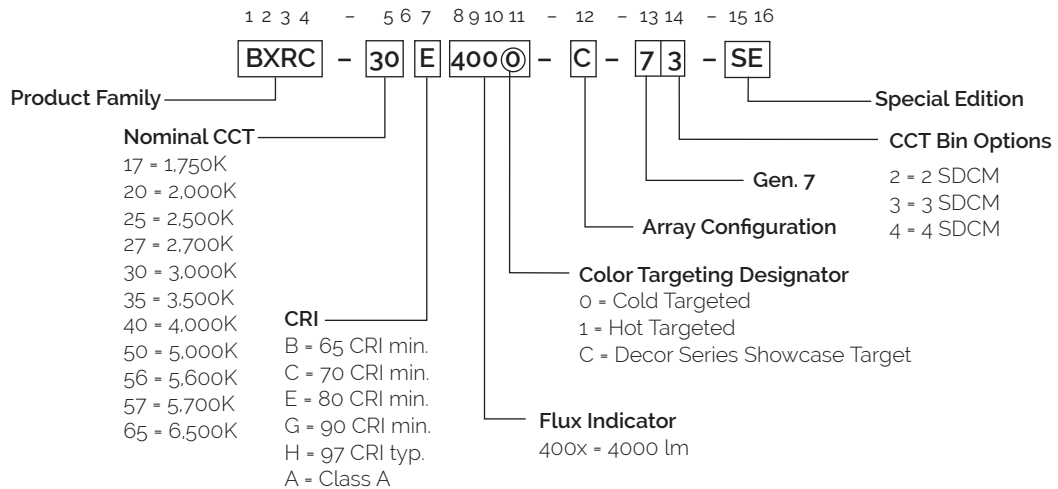 1 2 3 4 – 5 6 7 8 9 10 11 – 12 – 13 14 – 15 16
BXRC – 30 E 4000 – C – 7 3 – SE
Product Family
Special Edition
Nominal CCT
17 = 1,750K
20 = 2,000K
25 = 2,500K
27 = 2,700K
30 = 3,000K
35 = 3,500K
40 = 4,000K
50 = 5,000K
56 = 5,600K
57 = 5,700K
65 = 6,500K
CRI
B = 65 CRI min.
C = 70 CRI min.
E = 80 CRI min.
G = 90 CRI min.
H = 97 CRI typ.
A = Class A
CCT Bin Options
2 = 2 SDCM
3 = 3 SDCM
4 = 4 SDCM
Gen. 7
Array Configuration
Color Targeting Designator
0 = Cold Targeted
1 = Hot Targeted
C = Decor Series Showcase Target
Flux Indicator
400x = 4000 lm